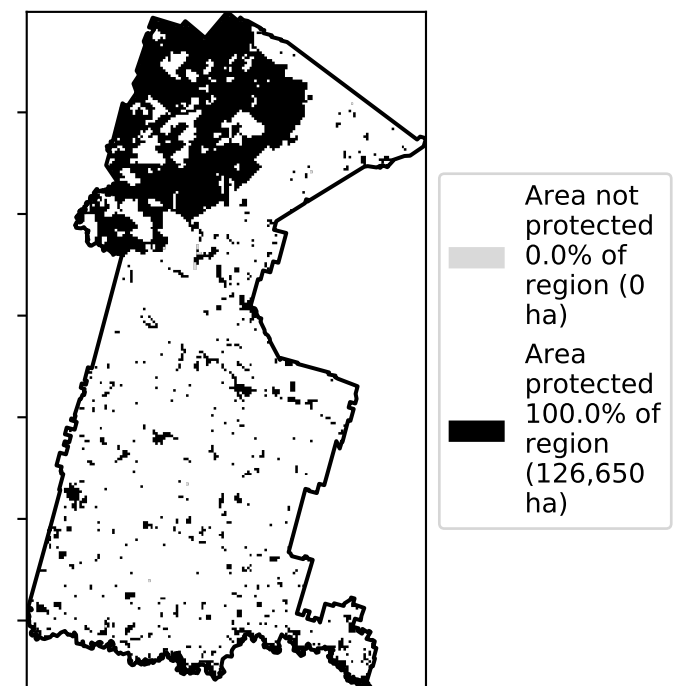 Area not
protected
0.0% of
region (0
ha)
Area
protected
100.0% of
region
(126,650
ha)